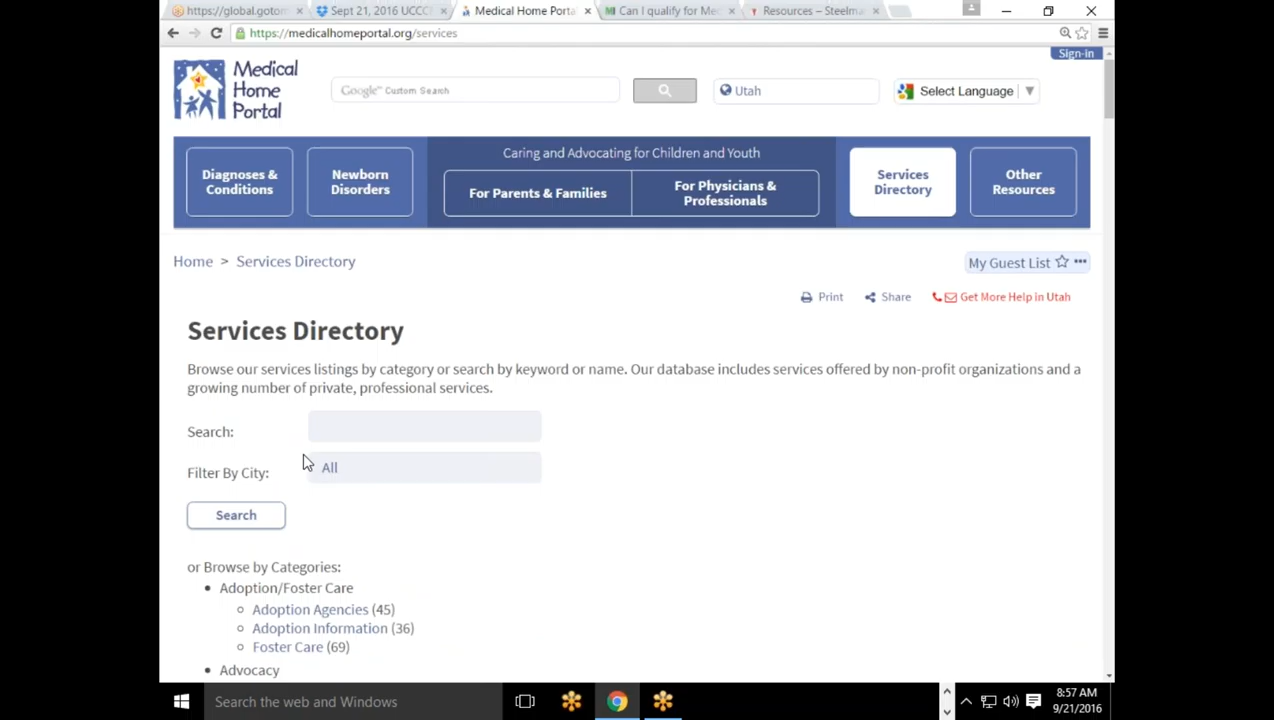 https://global.gotom
Sept 21, 2016 UCCCF
Medical Home Porta
Can I qualify for Me
Resources – Steelma
https://medicalhomeportal.org/services
Sign-in
Medical
Home
Portal
Google™ Custom Search
Utah
Select Language
Diagnoses &
Conditions
Newborn
Disorders
Caring and Advocating for Children and Youth
For Parents & Families
For Physicians &
Professionals
Services
Directory
Other
Resources
Home > Services Directory
My Guest List
Print
Share
Get More Help in Utah
Services Directory
Browse our services listings by category or search by keyword or name. Our database includes services offered by non-profit organizations and a
growing number of private, professional services.
Search:
Filter By City:
All
Search
or Browse by Categories:
Adoption/Foster Care
Adoption Agencies (45)
Adoption Information (36)
Foster Care (69)
Advocacy
Search the web and Windows
8:57 AM
9/21/2016